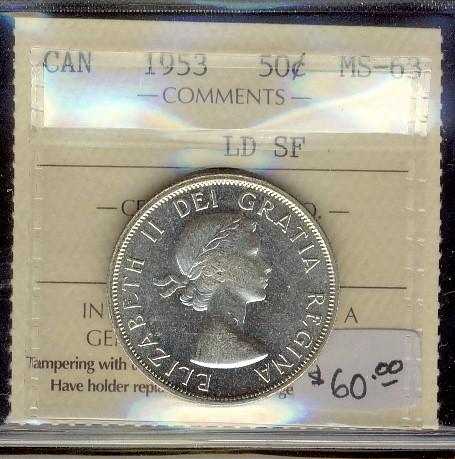 CAN 1953 50¢ MS-63
— COMMENTS —
LD SF
ELIZABETH II DEI GRATIA REGINA
IN A
Tampering with
Have holder
$60.00